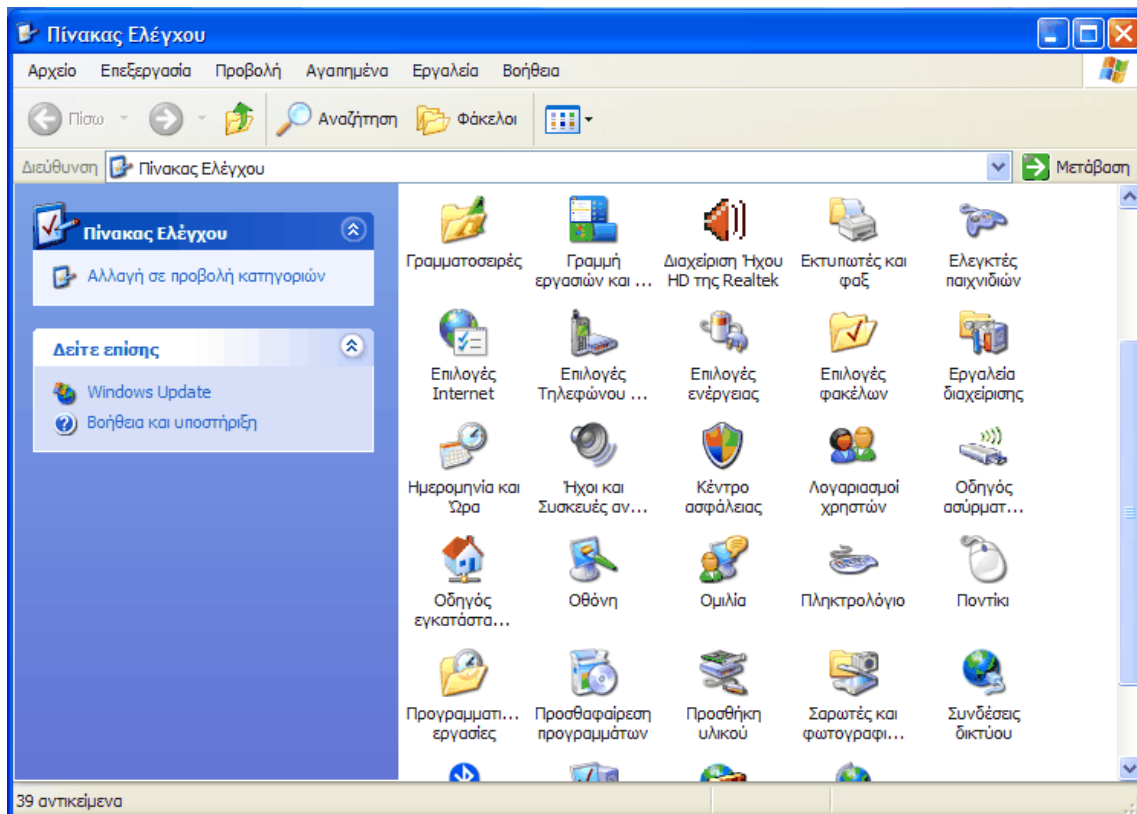 Πίνακας Ελέγχου
Αρχείο Επεξεργασία Προβολή Αγαπημένα Εργαλεία Βοήθεια
Πίσω Αναζήτηση Φάκελοι
Διεύθυνση Πίνακας Ελέγχου Μετάβαση
Πίνακας Ελέγχου
Αλλαγή σε προβολή κατηγοριών
Δείτε επίσης
Windows Update
Βοήθεια και υποστήριξη
Γραμματοσειρές
Γραμμή
εργασιών και ...
Διαχείριση Ήχου
HD της Realtek
Εκτυπωτές και
φαξ
Ελεγκτές
παιχνιδιών
Επιλογές
Internet
Επιλογές
Τηλεφώνου ...
Επιλογές
ενέργειας
Επιλογές
φακέλων
Εργαλεία
διαχείρισης
Ημερομηνία και
Ώρα
Ήχοι και
Συσκευές αν...
Κέντρο
ασφάλειας
Λογαριασμοί
χρηστών
Οδηγός
ασύρματ...
Οδηγός
εγκατάστα...
Οθόνη
Ομιλία
Πληκτρολόγιο
Ποντίκι
Προγραμματι...
εργασίες
Προσθαφαίρεση
προγραμμάτων
Προσθήκη
υλικού
Σαρωτές και
φωτογραφι...
Συνδέσεις
δικτύου
39 αντικείμενα